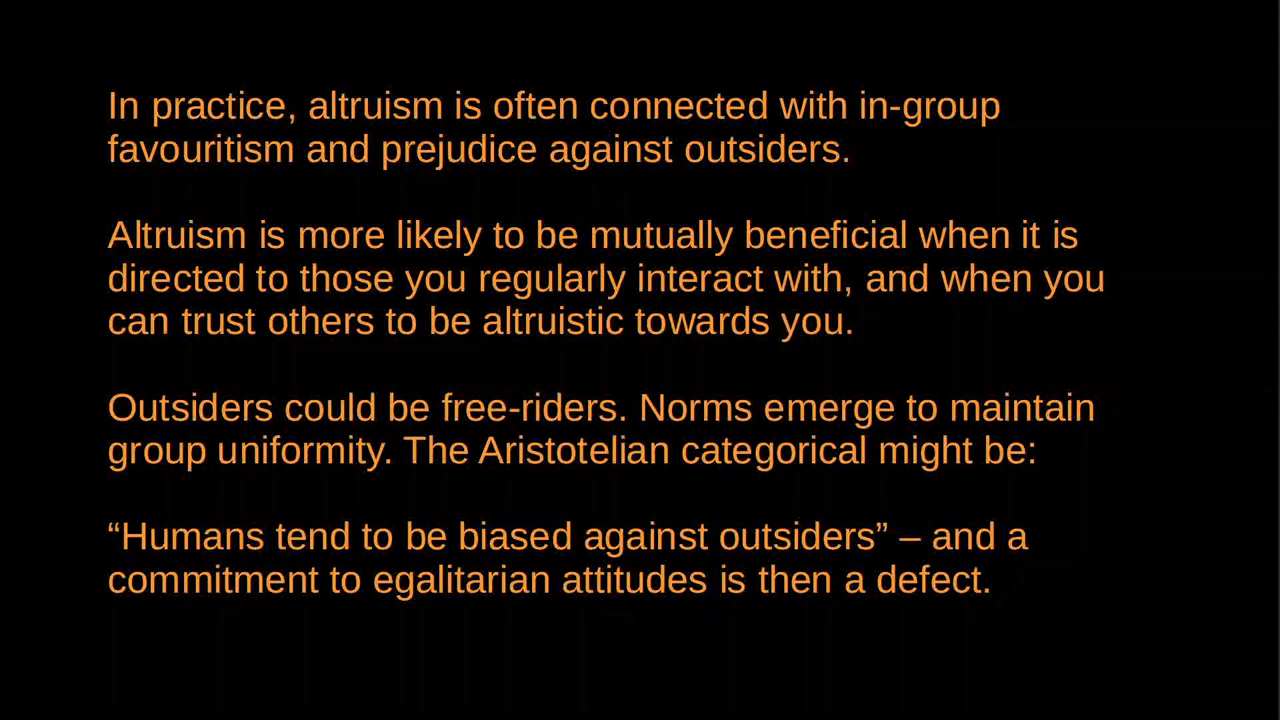 In practice, altruism is often connected with in-group
favouritism and prejudice against outsiders.
Altruism is more likely to be mutually beneficial when it is
directed to those you regularly interact with, and when you
can trust others to be altruistic towards you.
Outsiders could be free-riders. Norms emerge to maintain
group uniformity. The Aristotelian categorical might be:
“Humans tend to be biased against outsiders” – and a
commitment to egalitarian attitudes is then a defect.